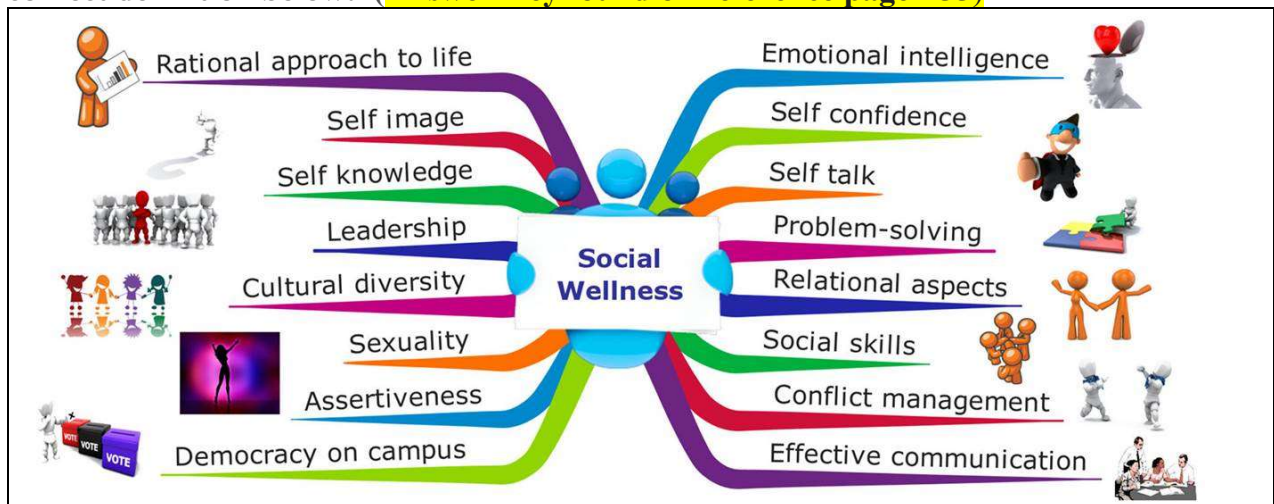 Rational approach to life
Self image
Self knowledge
Leadership
Cultural diversity
Sexuality
Assertiveness
Democracy on campus
Social
Wellness
Emotional intelligence
Self confidence
Self talk
Problem-solving
Relational aspects
Social skills
Conflict management
Effective communication
VOTE
VOTE
VOTE